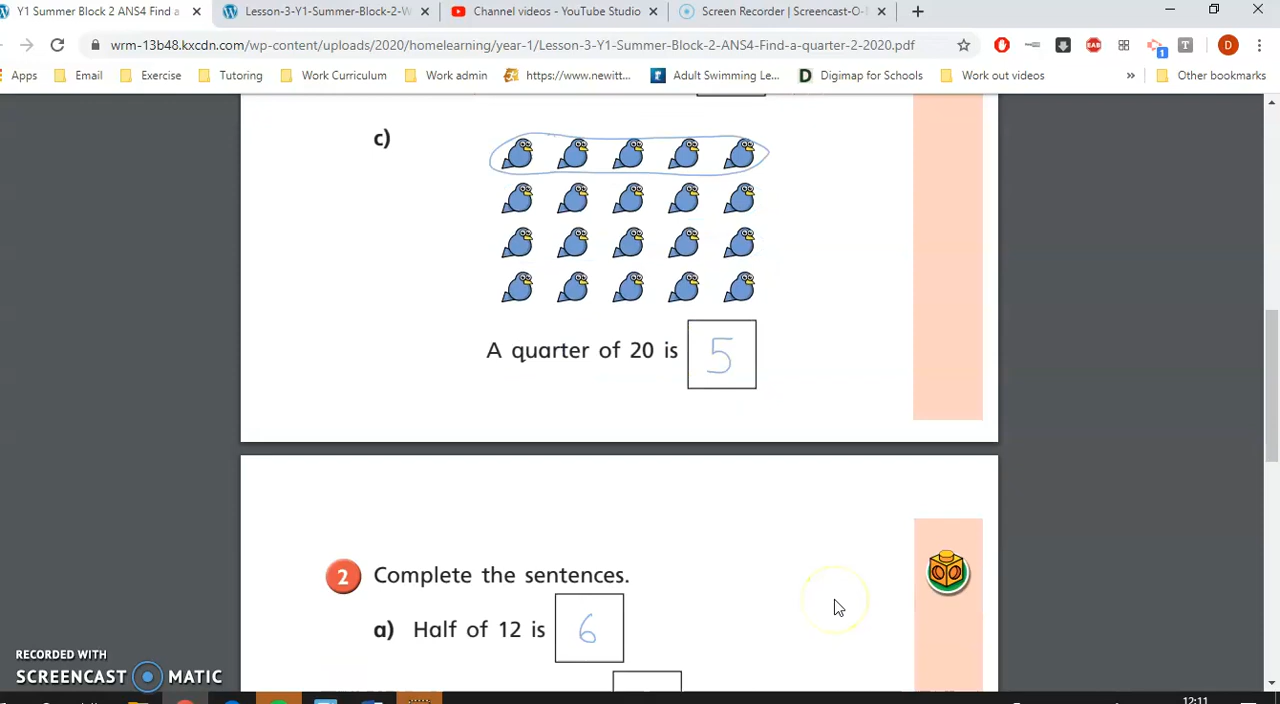 Y1 Summer Block 2 ANS4 Find a
Lesson-3-Y1-Summer-Block-2-W
Channel videos - YouTube Studio
Screen Recorder | Screencast-O-
wrm-13b48.kxcdn.com/wp-content/uploads/2020/homelearning/year-1/Lesson-3-Y1-Summer-Block-2-ANS4-Find-a-quarter-2-2020.pdf
Apps Email Exercise Tutoring Work Curriculum Work admin https://www.newitt... Adult Swimming Le... Digimap for Schools Work out videos » Other bookmarks
c)
A quarter of 20 is 5
2 Complete the sentences.
a) Half of 12 is 6
RECORDED WITH
SCREENCAST MATIC
12:11